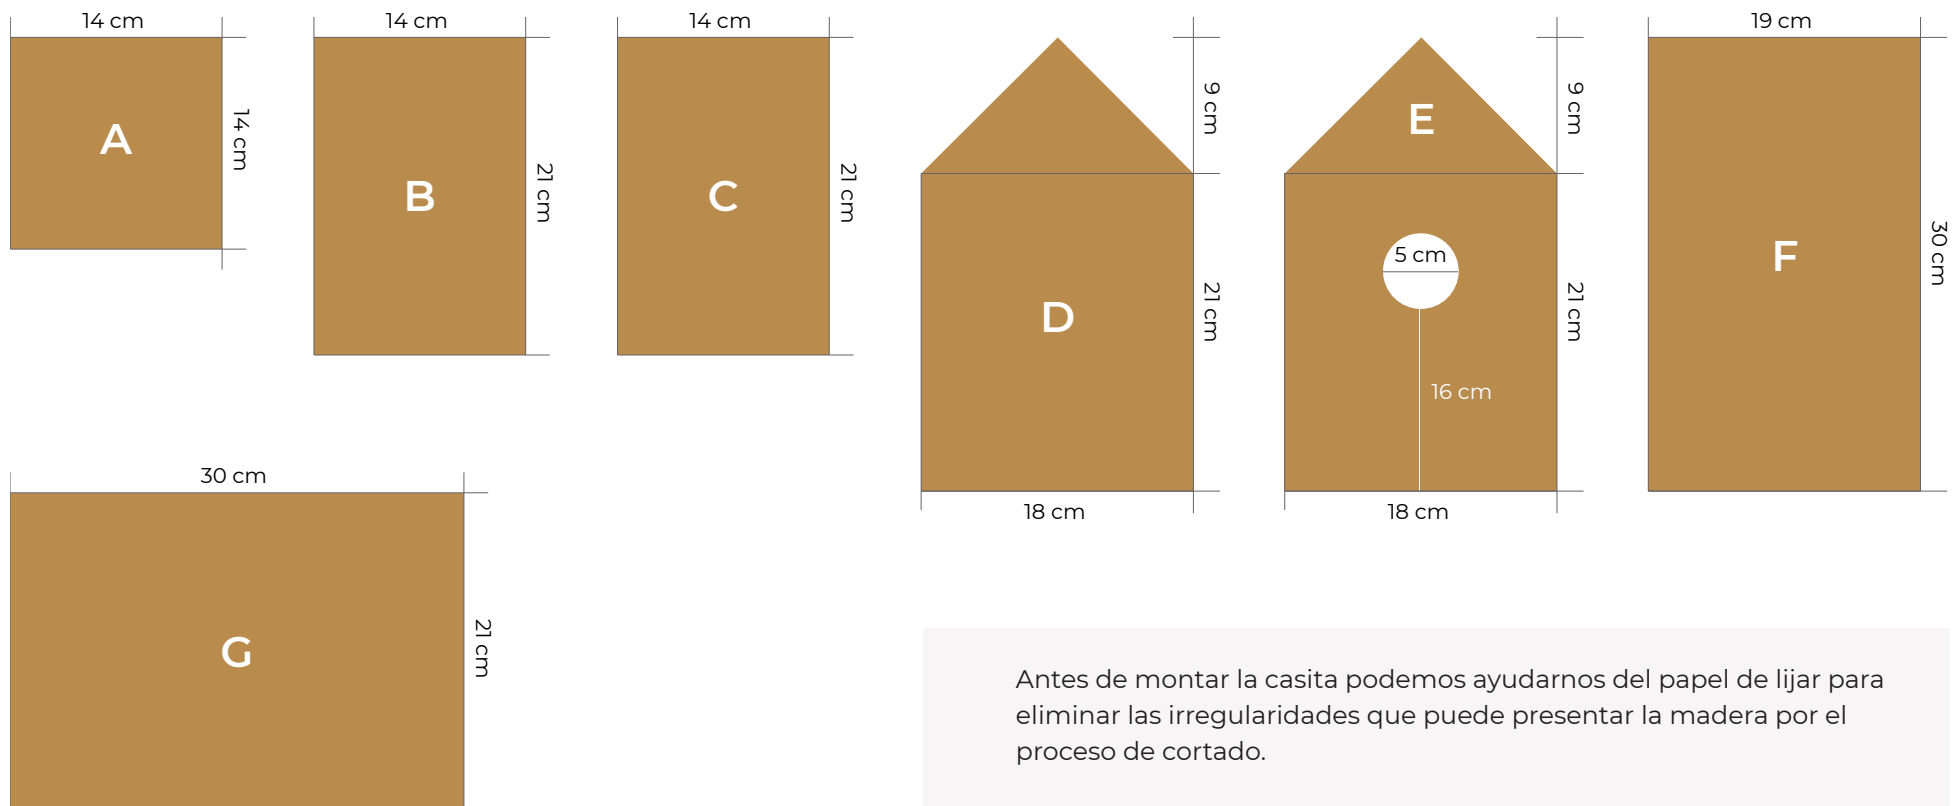 14 cm
14 cm
A
14 cm
21 cm
B
14 cm
21 cm
C
9 cm
21 cm
D
18 cm
9 cm
E
5 cm
21 cm
16 cm
18 cm
19 cm
30 cm
F
30 cm
21 cm
G
Antes de montar la casita podemos ayudarnos del papel de lijar para
eliminar las irregularidades que puede presentar la madera por el
proceso de cortado.